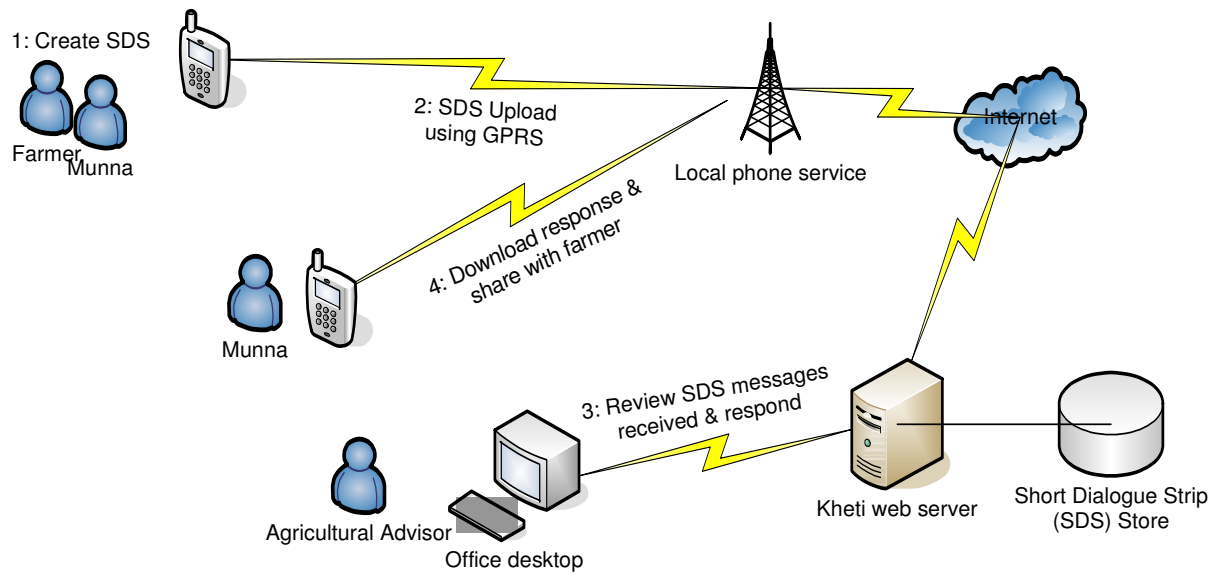 1: Create SDS
Farmer
Munna
2: SDS Upload
using GPRS
Local phone service
Internet
4: Download response &
share with farmer
Munna
3: Review SDS messages
received & respond
Agricultural Advisor
Office desktop
Kheti web server
Short Dialogue Strip
(SDS) Store